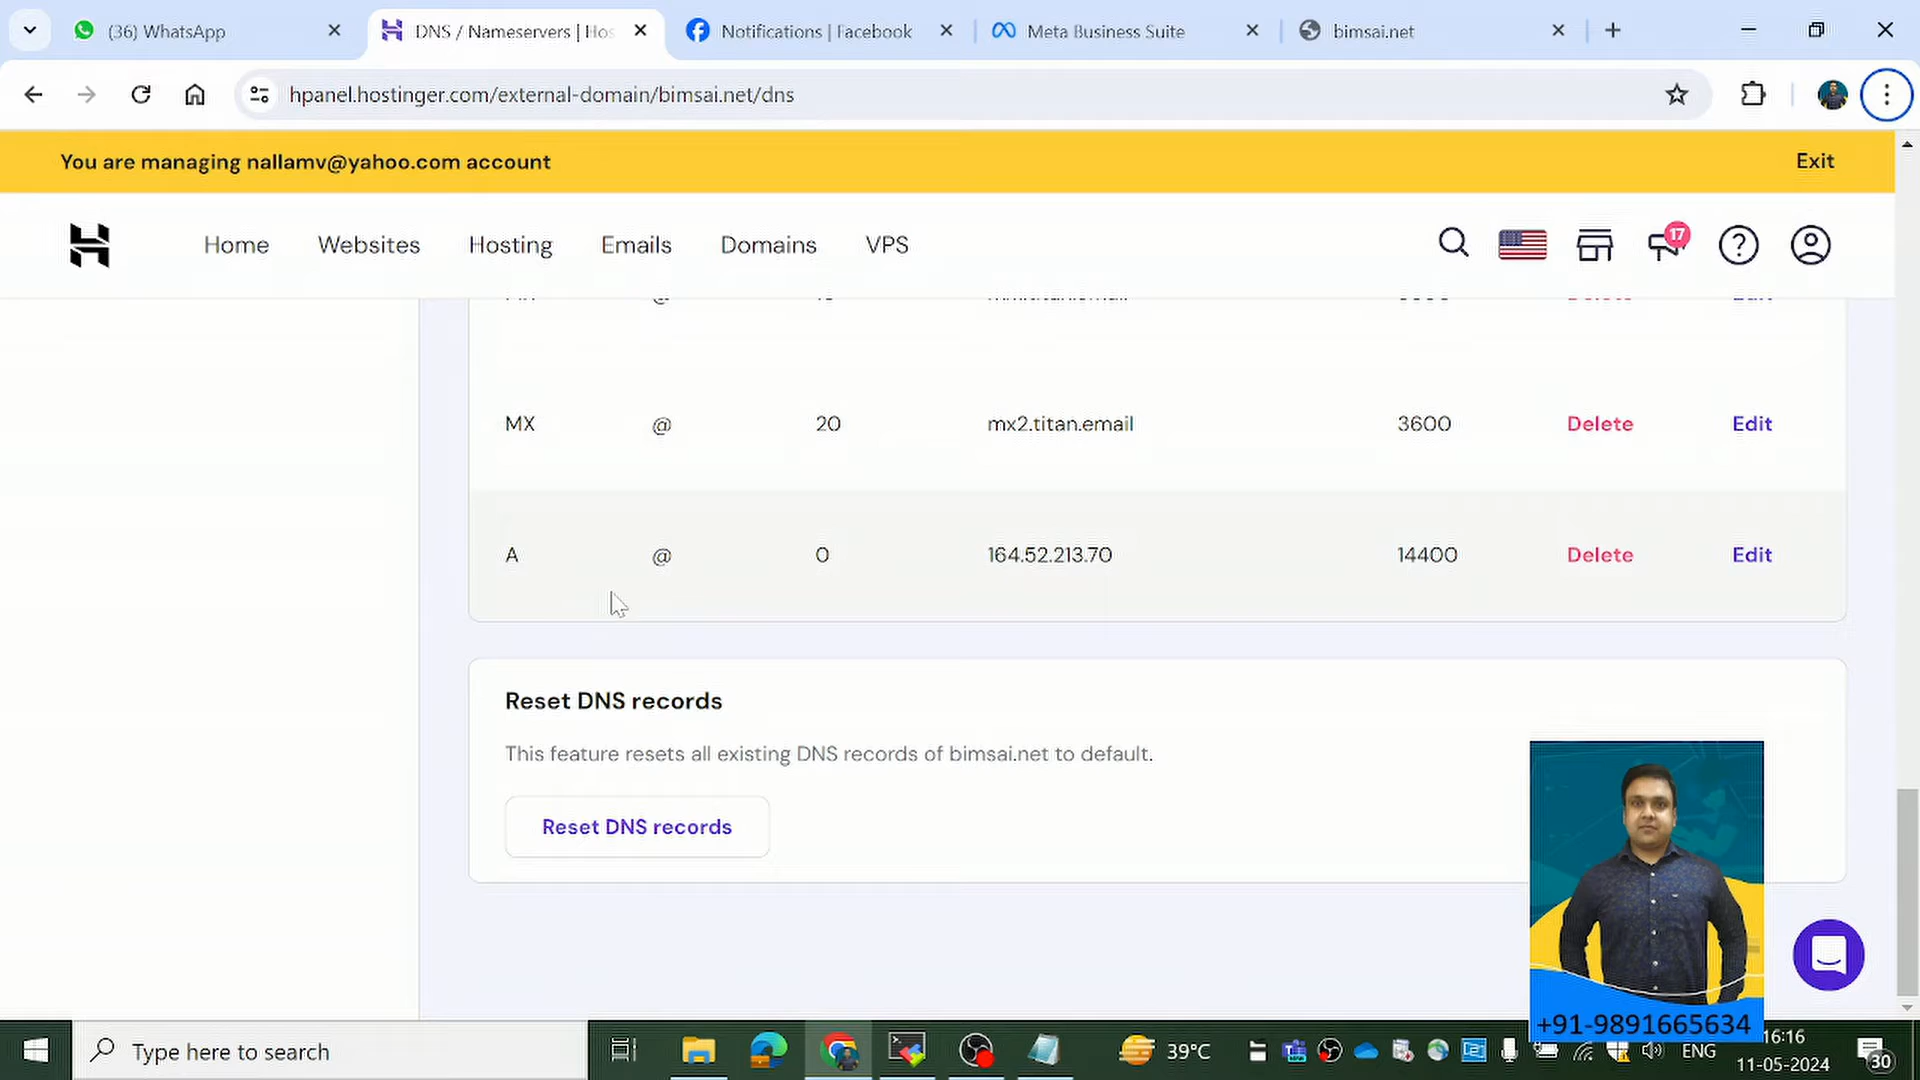 (36) WhatsApp
DNS / Nameservers | Hos
Notifications | Facebook
Meta Business Suite
bimsai.net
hpanel.hostinger.com/external-domain/bimsai.net/dns
You are managing nallamv@yahoo.com account
Exit
Home
Websites
Hosting
Emails
Domains
VPS
17
MX @ 20 mx2.titan.email 3600 Delete Edit
A @ 0 164.52.213.70 14400 Delete Edit
Reset DNS records
This feature resets all existing DNS records of bimsai.net to default.
Reset DNS records
+91-9891665634
Type here to search
39°C
ENG
16:16
11-05-2024
30